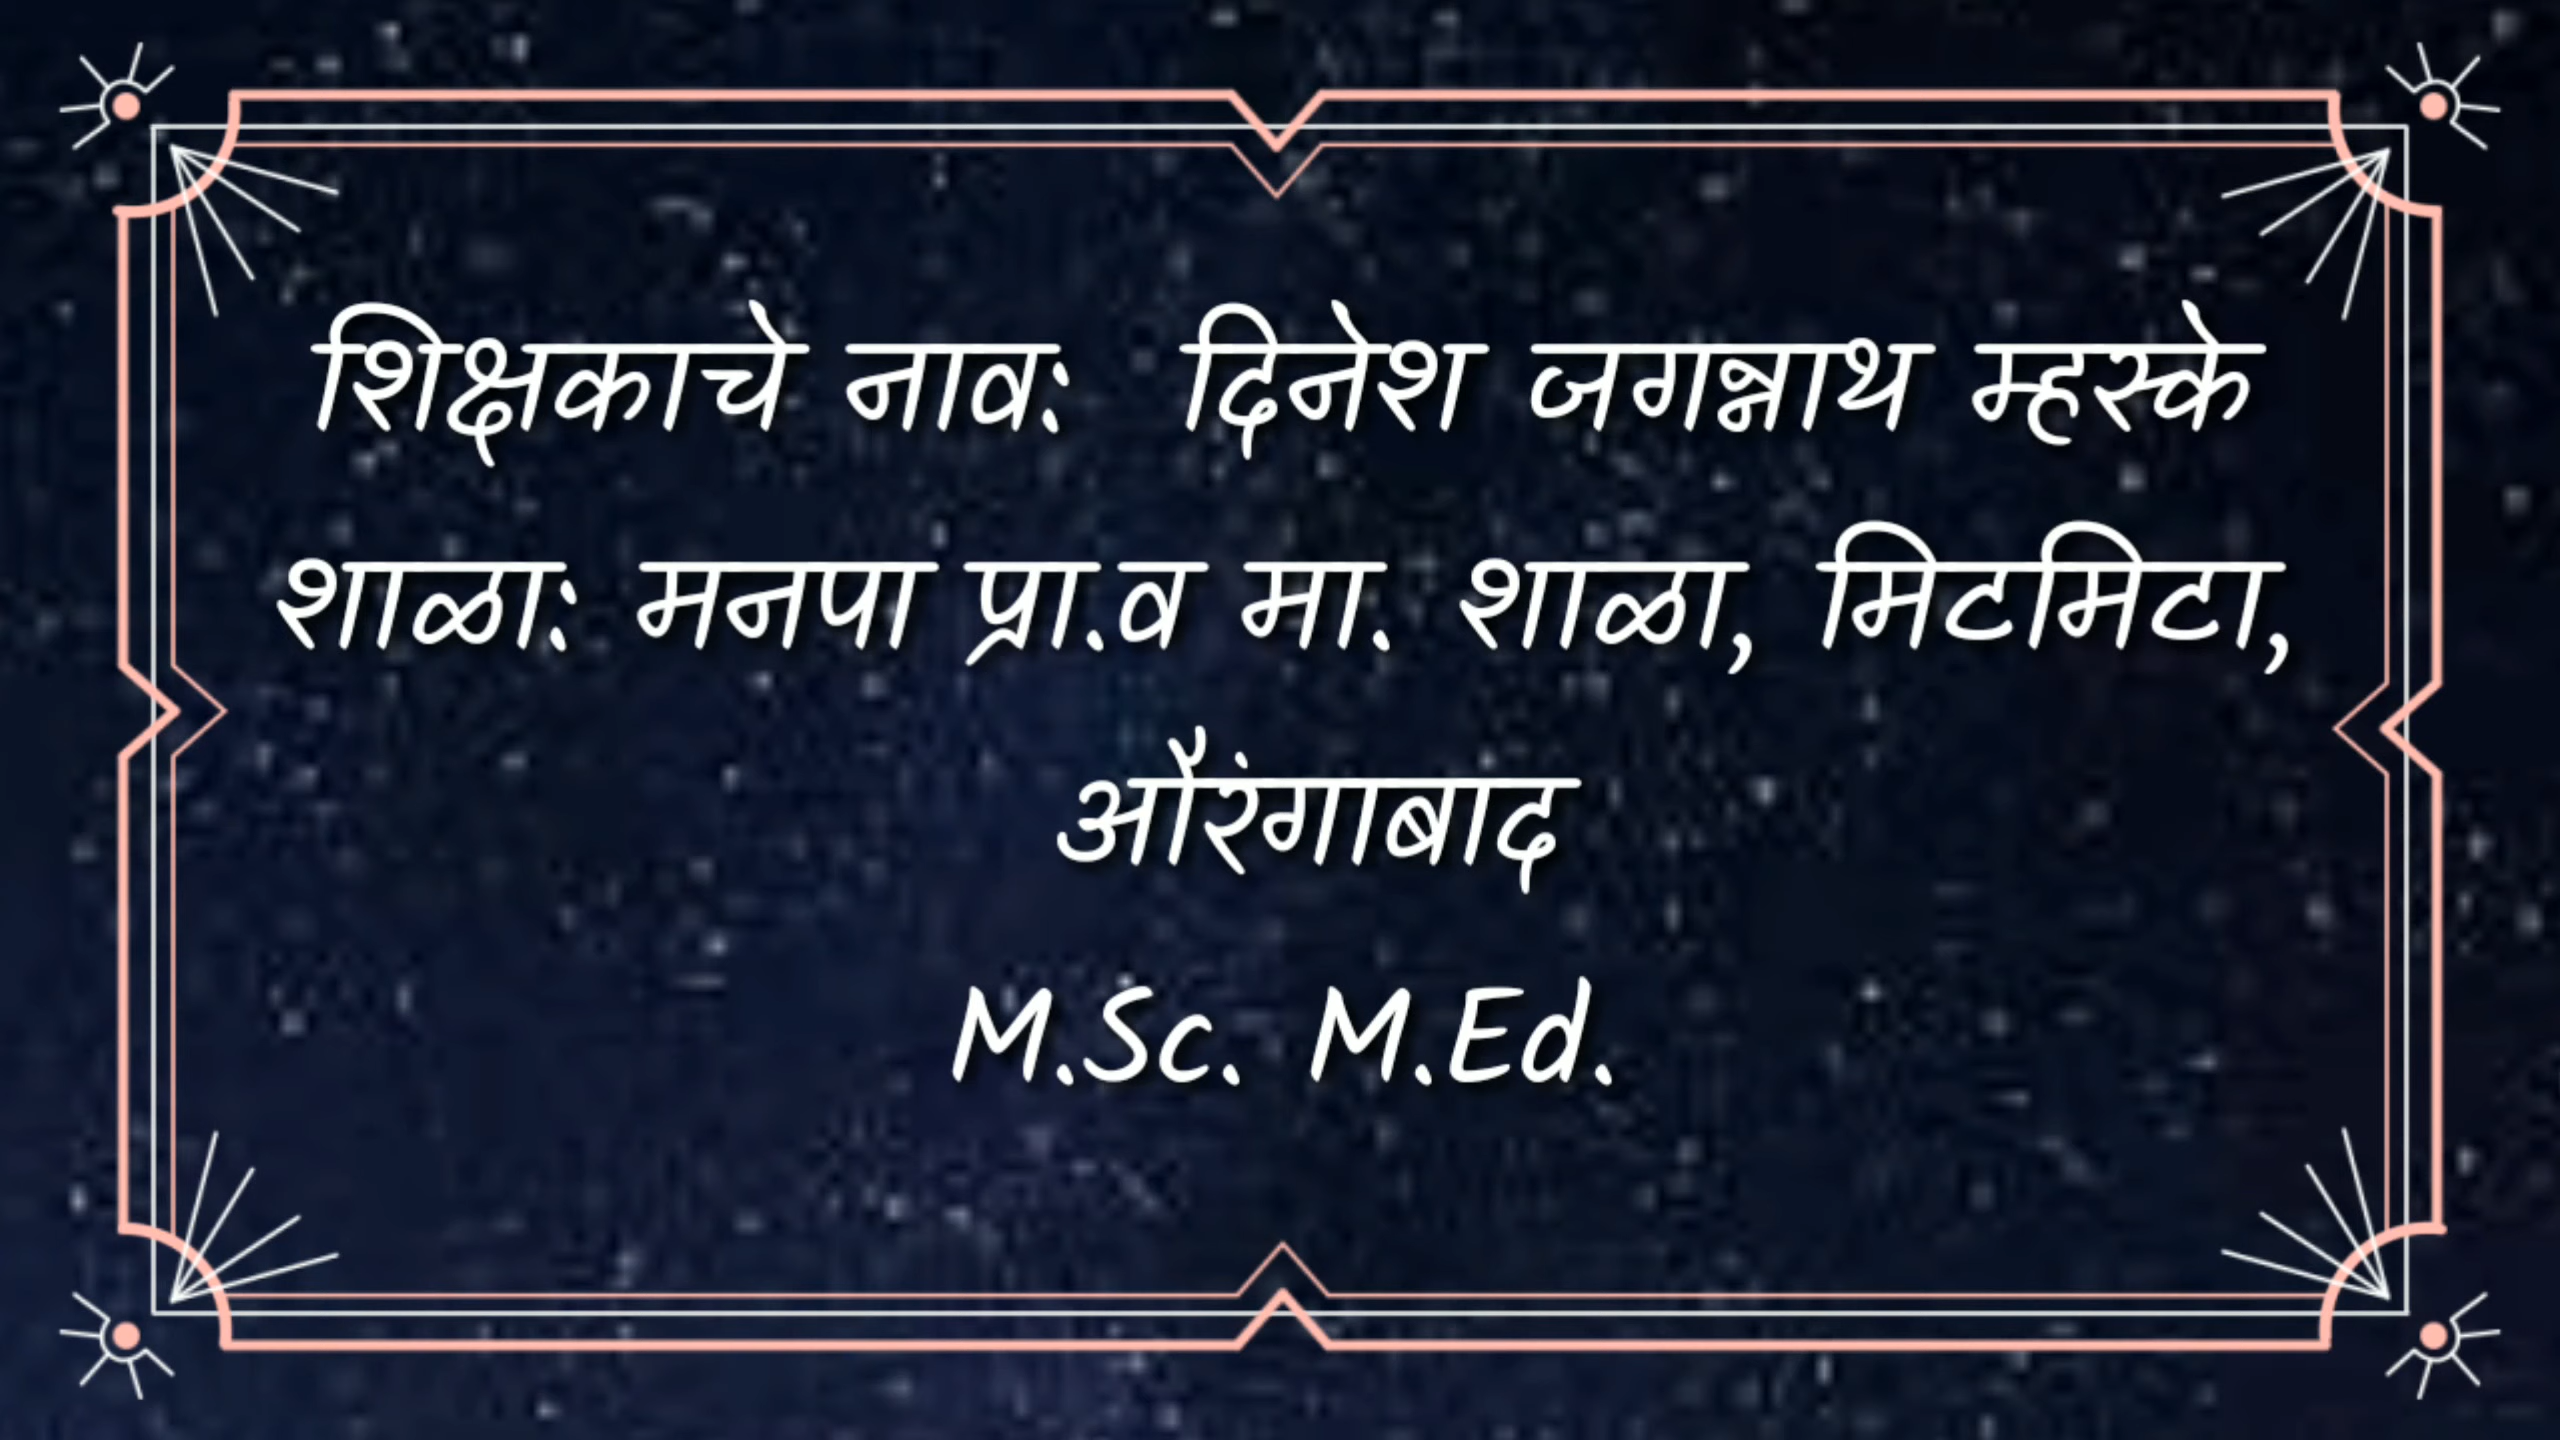 शिक्षकाचे नाव: दिनेश जगन्नाथ म्हस्के
शाळा: मनपा प्रा.व मा. शाळा, मिटमिटा,
औरंगाबाद
M.Sc. M.Ed.